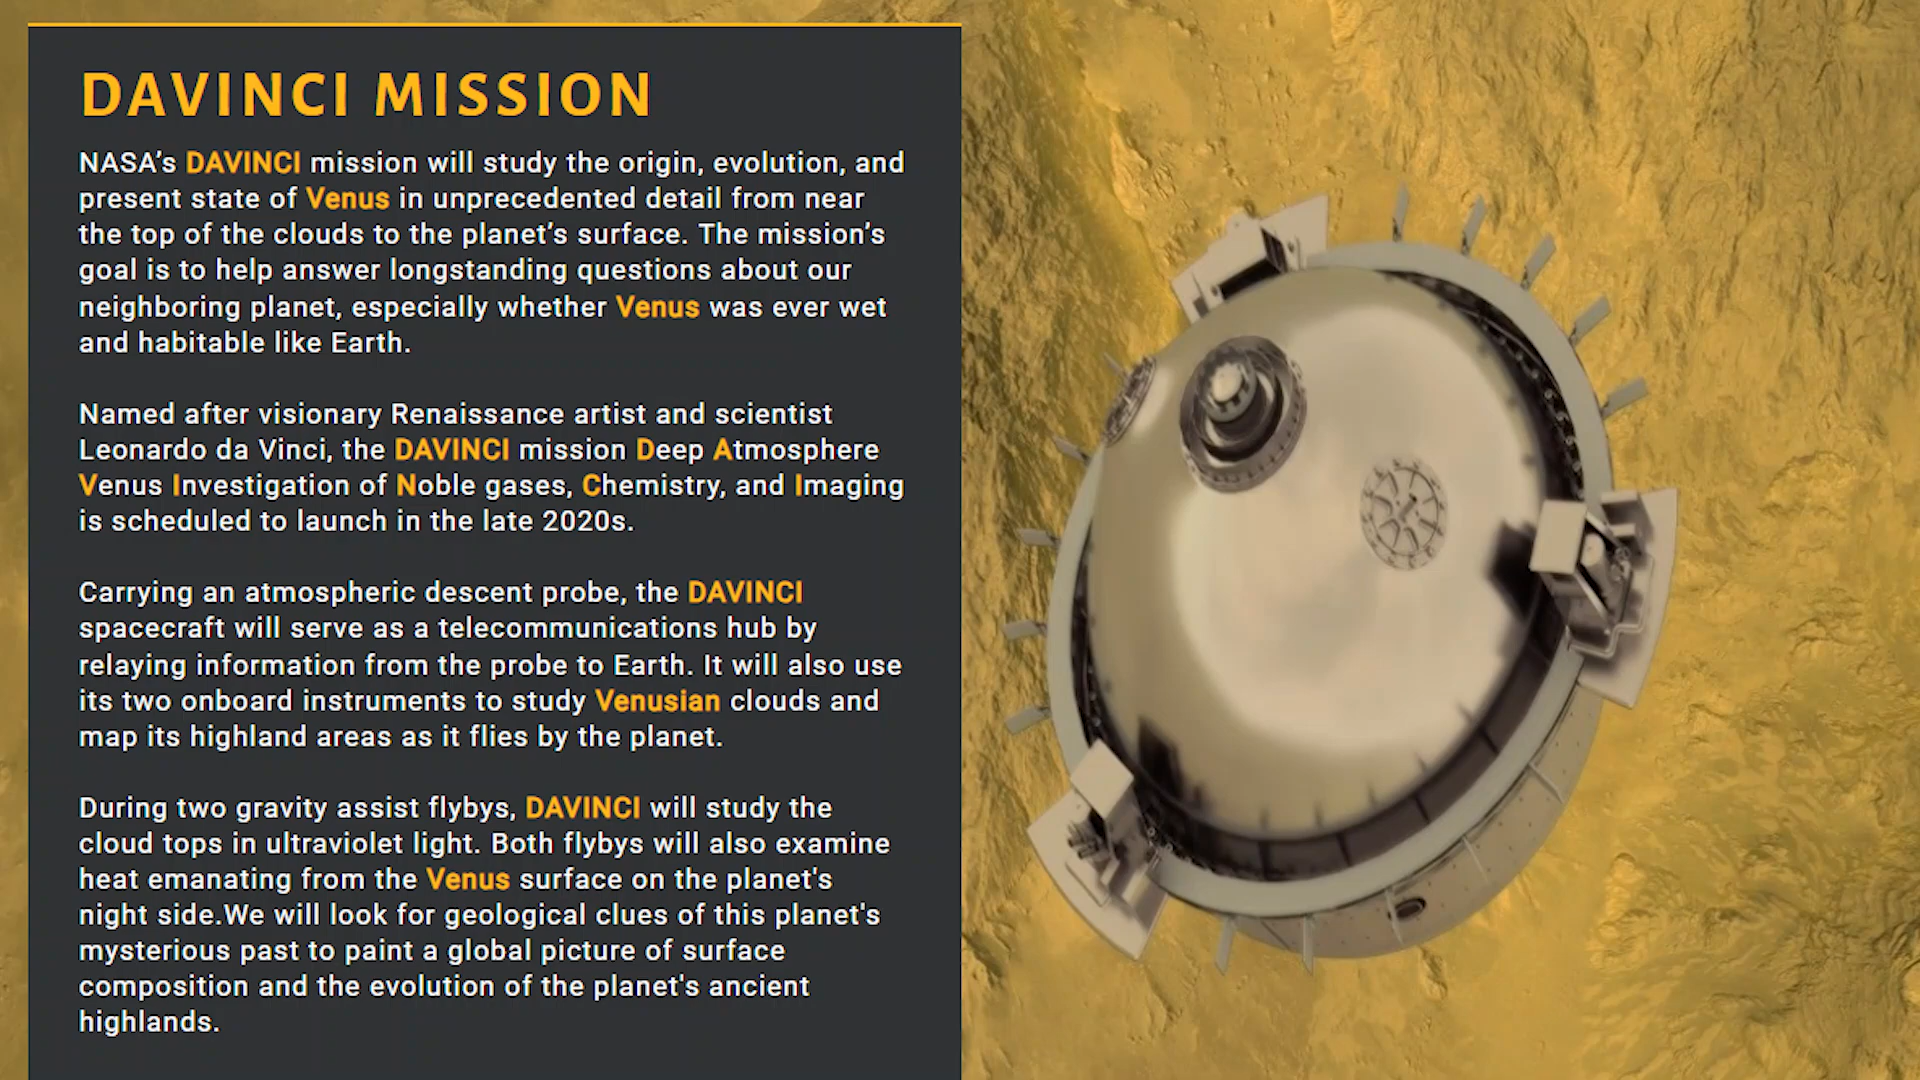 DAVINCI MISSION
NASA’s DAVINCI mission will study the origin, evolution, and
present state of Venus in unprecedented detail from near
the top of the clouds to the planet’s surface. The mission’s
goal is to help answer longstanding questions about our
neighboring planet, especially whether Venus was ever wet
and habitable like Earth.
Named after visionary Renaissance artist and scientist
Leonardo da Vinci, the DAVINCI mission Deep Atmosphere
Venus Investigation of Noble gases, Chemistry, and Imaging
is scheduled to launch in the late 2020s.
Carrying an atmospheric descent probe, the DAVINCI
spacecraft will serve as a telecommunications hub by
relaying information from the probe to Earth. It will also use
its two onboard instruments to study Venusian clouds and
map its highland areas as it flies by the planet.
During two gravity assist flybys, DAVINCI will study the
cloud tops in ultraviolet light. Both flybys will also examine
heat emanating from the Venus surface on the planet's
night side.We will look for geological clues of this planet's
mysterious past to paint a global picture of surface
composition and the evolution of the planet's ancient
highlands.